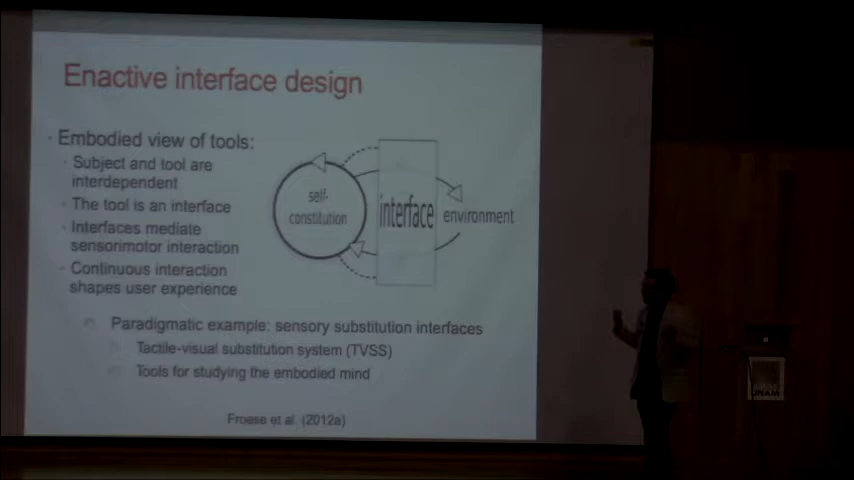 Enactive interface design
Embodied view of tools:
Subject and tool are
interdependent
The tool is an interface
Interfaces mediate
sensorimotor interaction
Continuous interaction
shapes user experience
self-
constitution
interface
environment
Paradigmatic example: sensory substitution interfaces
Tactile-visual substitution system (TVSS)
Tools for studying the embodied mind
Froese et al. (2012a)
UNAM